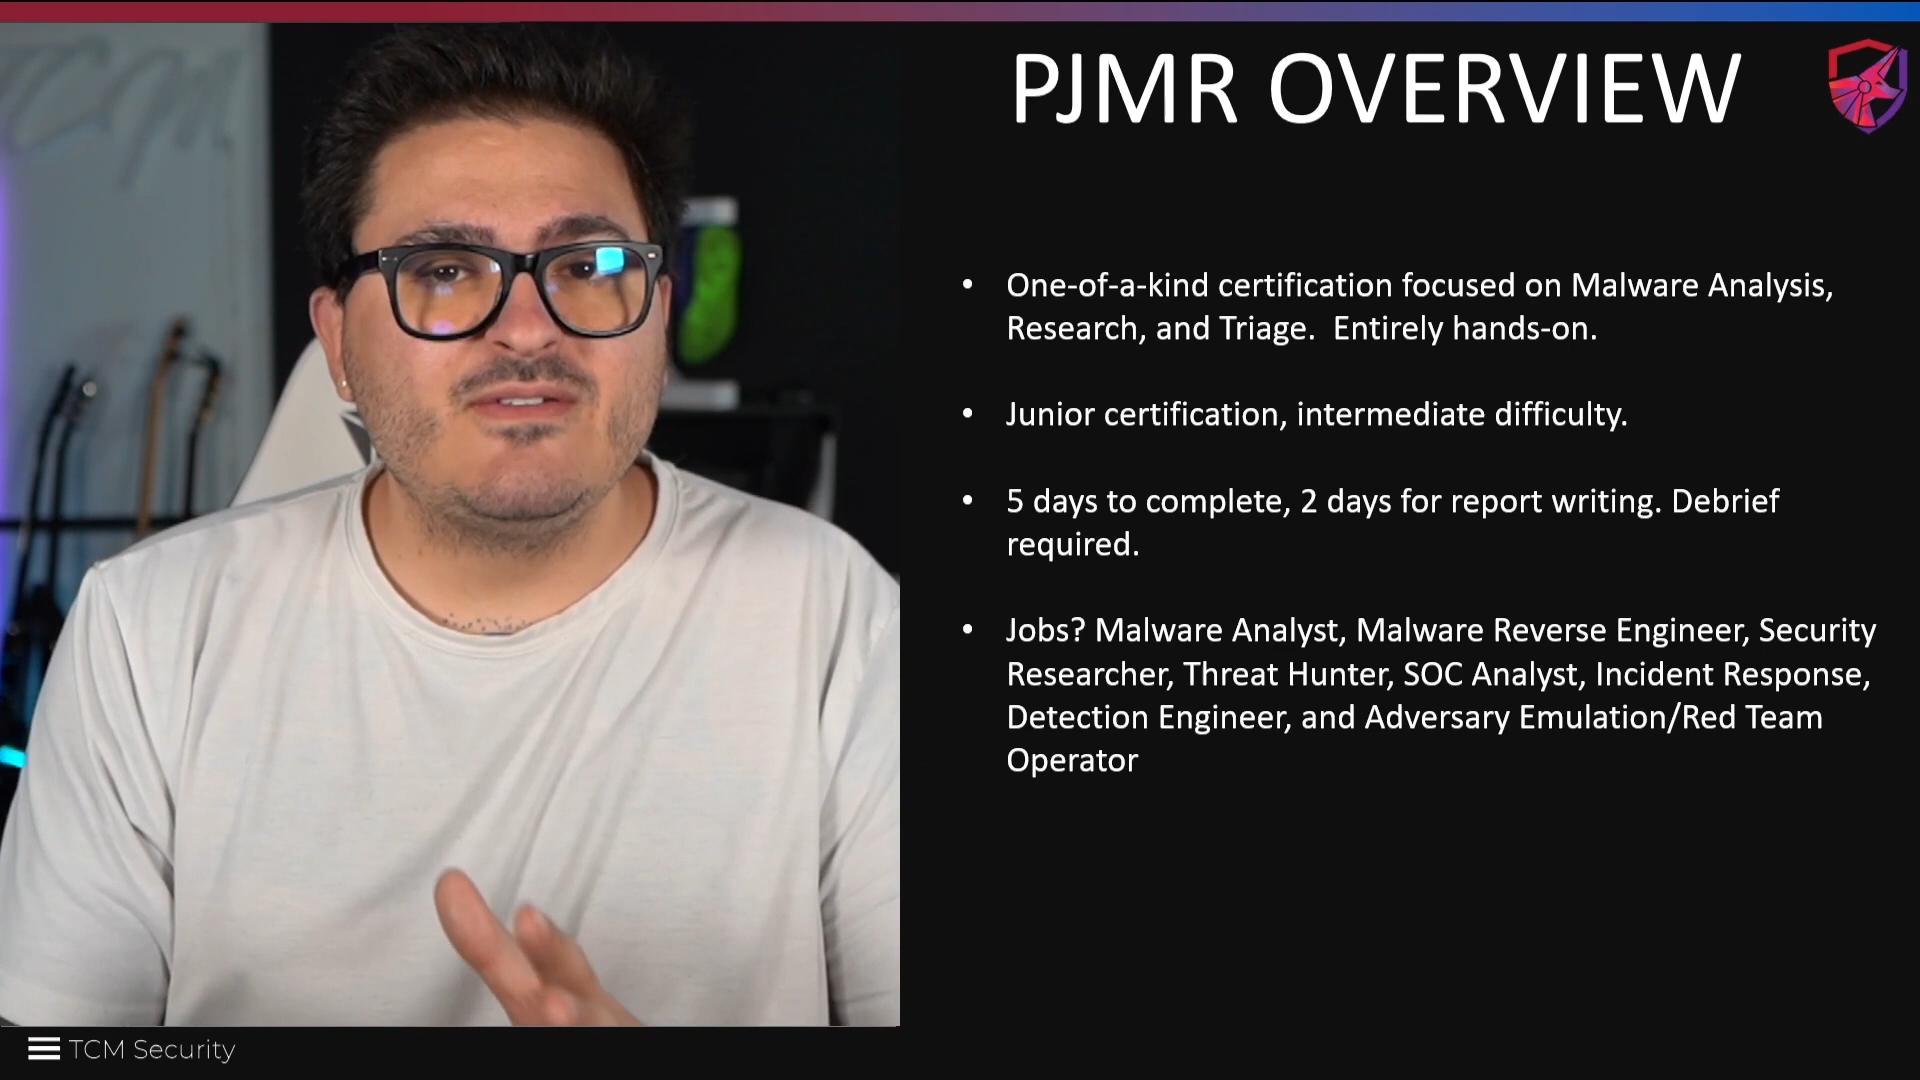 PJMR OVERVIEW
• One-of-a-kind certification focused on Malware Analysis,
Research, and Triage.  Entirely hands-on.
• Junior certification, intermediate difficulty.
• 5 days to complete, 2 days for report writing. Debrief
required.
• Jobs? Malware Analyst, Malware Reverse Engineer, Security
Researcher, Threat Hunter, SOC Analyst, Incident Response,
Detection Engineer, and Adversary Emulation/Red Team
Operator
TCM Security